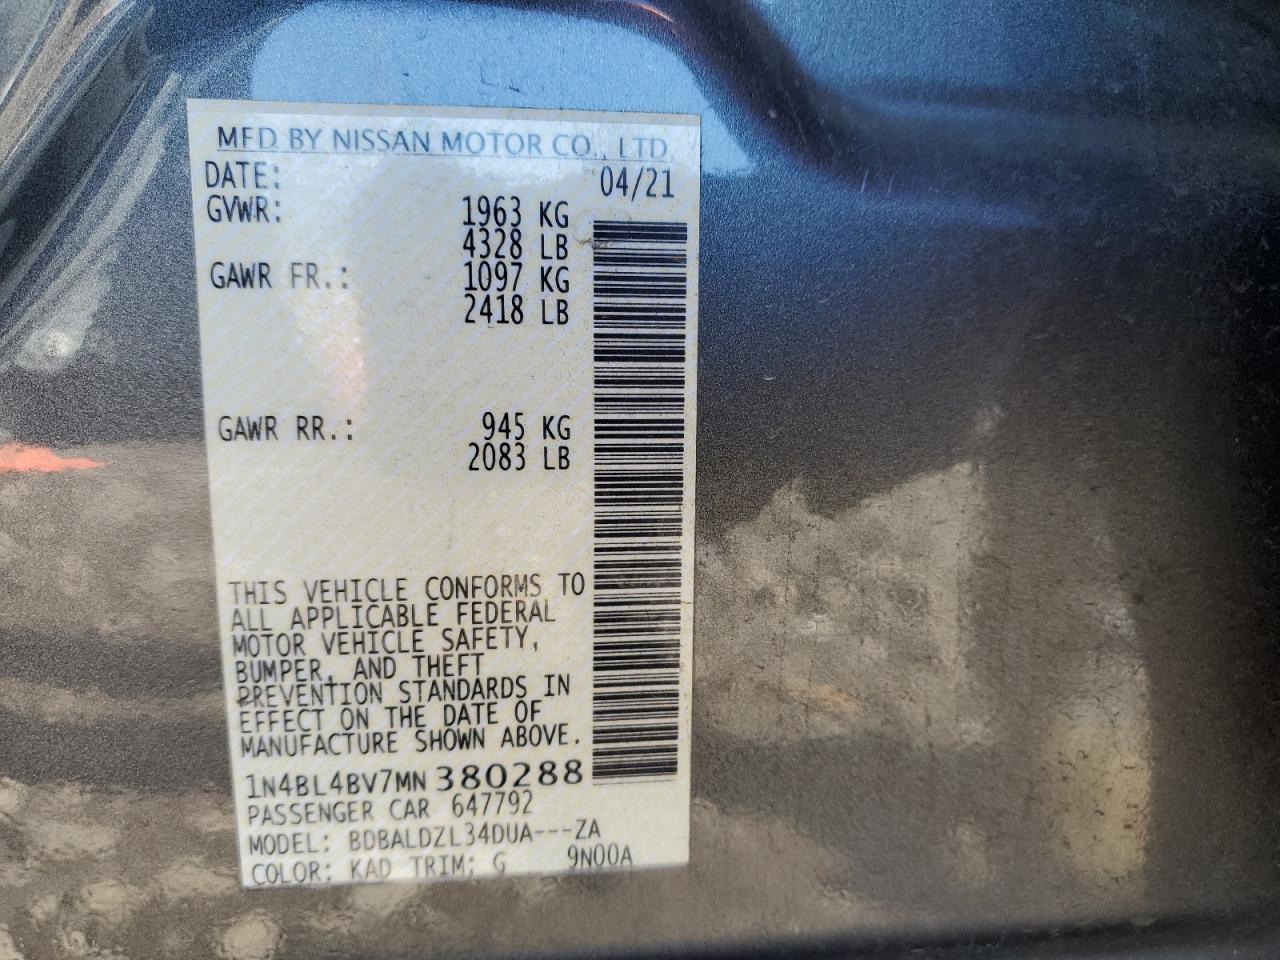 MFD BY NISSAN MOTOR CO., LTD
DATE: 04/21
GVWR: 1963 KG
4328 LB
GAWR FR.: 1097 KG
2418 LB
GAWR RR.: 945 KG
2083 LB
THIS VEHICLE CONFORMS TO
ALL APPLICABLE FEDERAL
MOTOR VEHICLE SAFETY,
BUMPER, AND THEFT
PREVENTION STANDARDS IN
EFFECT ON THE DATE OF
MANUFACTURE SHOWN ABOVE.
1N4BL4BV7MN 380288
PASSENGER CAR 647792
MODEL: BDBALDZL34DUA---ZA
COLOR: KAD TRIM; G 9N00A